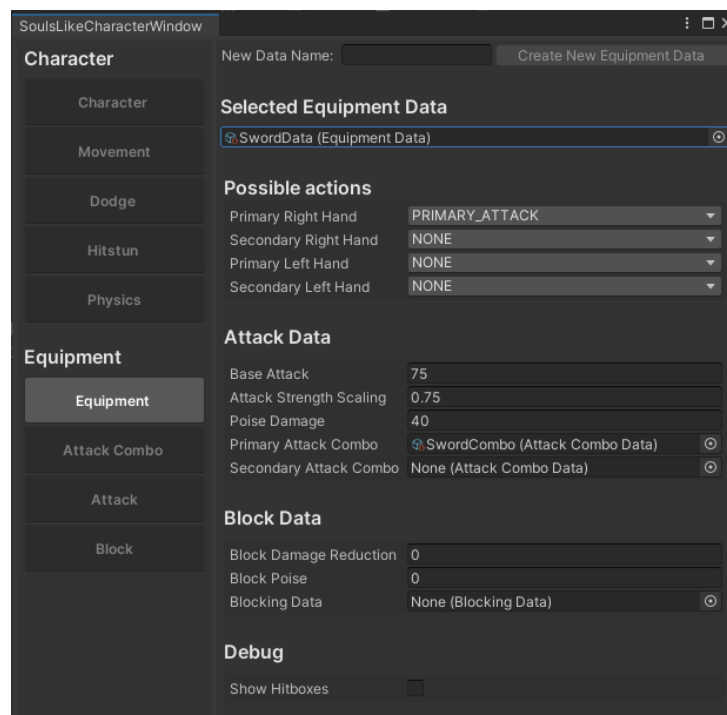 SoulsLikeCharacterWindow
Character
Character
Movement
Dodge
Hitstun
Physics
Equipment
Equipment
Attack Combo
Attack
Block
New Data Name:
Create New Equipment Data
Selected Equipment Data
SwordData (Equipment Data)
Possible actions
Primary Right Hand PRIMARY_ATTACK
Secondary Right Hand NONE
Primary Left Hand NONE
Secondary Left Hand NONE
Attack Data
Base Attack 75
Attack Strength Scaling 0.75
Poise Damage 40
Primary Attack Combo SwordCombo (Attack Combo Data)
Secondary Attack Combo None (Attack Combo Data)
Block Data
Block Damage Reduction 0
Block Poise 0
Blocking Data None (Blocking Data)
Debug
Show Hitboxes